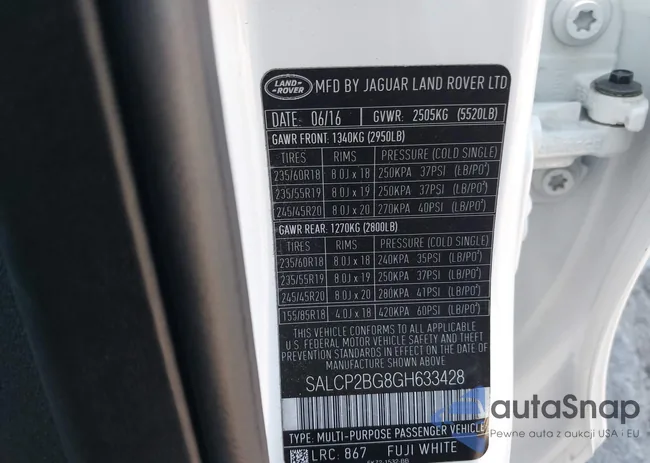 LAND-
-ROVER
MFD BY JAGUAR LAND ROVER LTD
DATE: 06/16 GVWR: 2505KG (5520LB)
GAWR FRONT: 1340KG (2950LB)
TIRES RIMS PRESSURE (COLD SINGLE)
235/60R18 8.0J x 18 250KPA 37PSI (LB/PO²)
235/55R19 8.0J x 19 250KPA 37PSI (LB/PO²)
245/45R20 8.0J x 20 270KPA 40PSI (LB/PO²)
GAWR REAR: 1270KG (2800LB)
TIRES RIMS PRESSURE (COLD SINGLE)
235/60R18 8.0J x 18 240KPA 35PSI (LB/PO²)
235/55R19 8.0J x 19 250KPA 37PSI (LB/PO²)
245/45R20 8.0J x 20 280KPA 41PSI (LB/PO²)
155/85R18 4.0J x 18 420KPA 60PSI (LB/PO²)
THIS VEHICLE CONFORMS TO ALL APPLICABLE
U.S. FEDERAL MOTOR VEHICLE SAFETY AND THEFT
PREVENTION STANDARDS IN EFFECT ON THE DATE
OF MANUFACTURE SHOWN ABOVE
SALCP2BG8GH633428
TYPE: MULTI-PURPOSE PASSENGER VEHICLE
LRC: 867 FUJI WHITE
autoSnap
Pewne auta z aukcji USA i EU